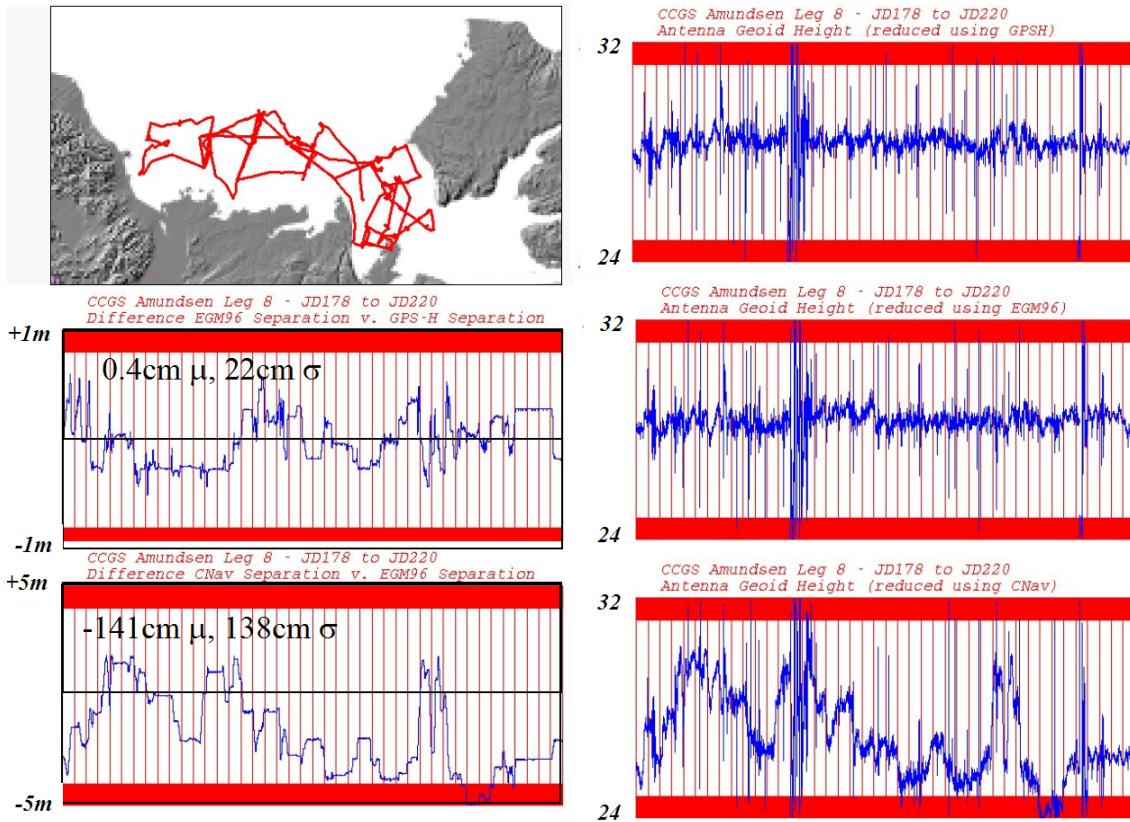 CCGS Amundsen Leg 8 - JD178 to JD220
Difference EGM96 Separation v. GPS-H Separation
+1m
0.4cm μ, 22cm σ
-1m
CCGS Amundsen Leg 8 - JD178 to JD220
Difference CNav Separation v. EGM96 Separation
+5m
-141cm μ, 138cm σ
-5m
CCGS Amundsen Leg 8 - JD178 to JD220
Antenna Geoid Height (reduced using GPSH)
32
24
CCGS Amundsen Leg 8 - JD178 to JD220
Antenna Geoid Height (reduced using EGM96)
32
24
CCGS Amundsen Leg 8 - JD178 to JD220
Antenna Geoid Height (reduced using CNav)
32
24